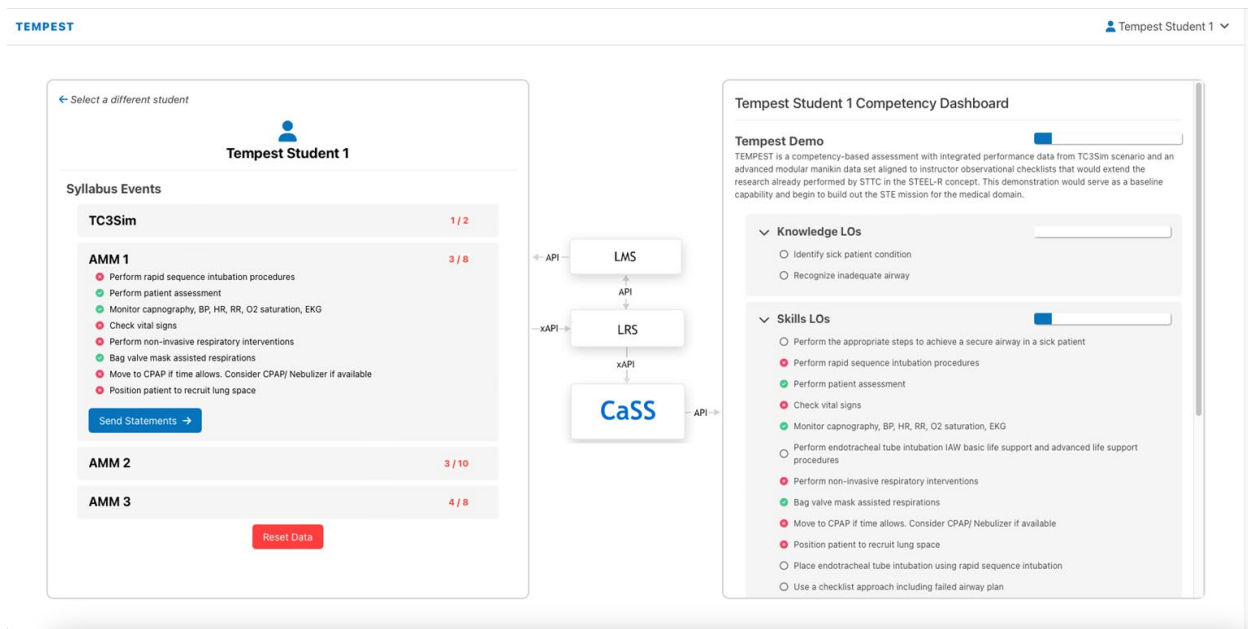 TEMPEST
Tempest Student 1
Select a different student
Tempest Student 1
Syllabus Events
TC3Sim 1 / 2
AMM 1 3 / 8
Perform rapid sequence intubation procedures
Perform patient assessment
Monitor capnography, BP, HR, RR, O2 saturation, EKG
Check vital signs
Perform non-invasive respiratory interventions
Bag valve mask assisted respirations
Move to CPAP if time allows. Consider CPAP/ Nebulizer if available
Position patient to recruit lung space
Send Statements →
AMM 2 3 / 10
AMM 3 4 / 8
Reset Data
API
LMS
API
xAPI
LRS
xAPI
CaSS
API
Tempest Student 1 Competency Dashboard
Tempest Demo
TEMPEST is a competency-based assessment with integrated performance data from TC3Sim scenario and an
advanced modular manikin data set aligned to instructor observational checklists that would extend the
research already performed by STTC in the STEEL-R concept. This demonstration would serve as a baseline
capability and begin to build out the STE mission for the medical domain.
Knowledge LOs
Identify sick patient condition
Recognize inadequate airway
Skills LOs
Perform the appropriate steps to achieve a secure airway in a sick patient
Perform rapid sequence intubation procedures
Perform patient assessment
Check vital signs
Monitor capnography, BP, HR, RR, O2 saturation, EKG
Perform endotracheal tube intubation IAW basic life support and advanced life support
procedures
Perform non-invasive respiratory interventions
Bag valve mask assisted respirations
Move to CPAP if time allows. Consider CPAP/ Nebulizer if available
Position patient to recruit lung space
Place endotracheal tube intubation using rapid sequence intubation
Use a checklist approach including failed airway plan